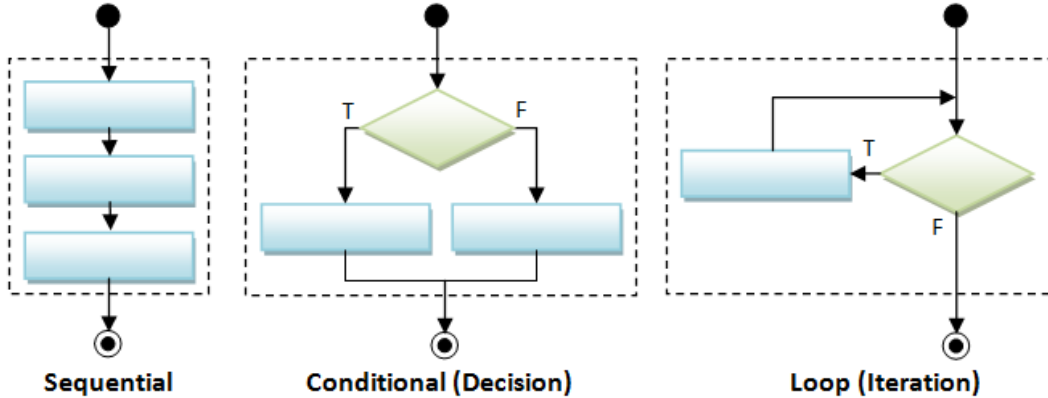 T
F
T
F
Sequential
Conditional (Decision)
Loop (Iteration)